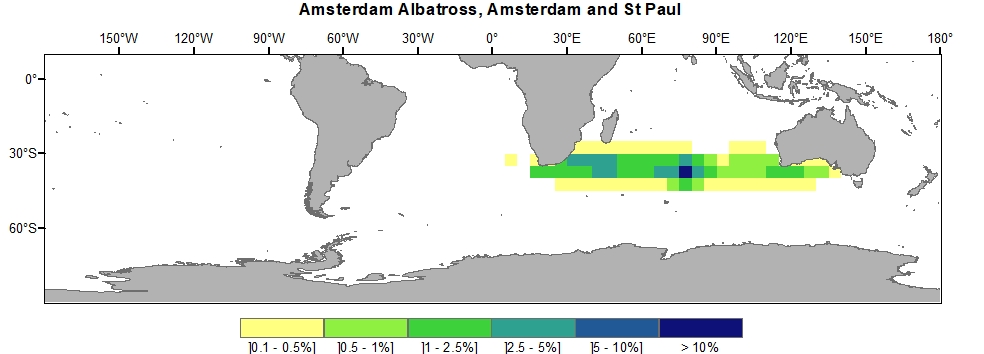 Amsterdam Albatross, Amsterdam and St Paul
150°W 120°W 90°W 60°W 30°W 0° 30°E 60°E 90°E 120°E 150°E 180°
0°
30°S
60°S
]0.1 - 0.5%] ]0.5 - 1%] ]1 - 2.5%] ]2.5 - 5%] ]5 - 10%] > 10%